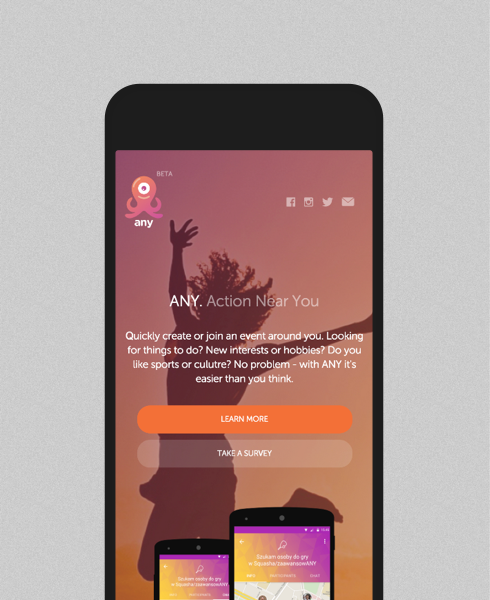 BETA
any
ANY. Action Near You
Quickly create or join an event around you. Looking
for things to do? New interests or hobbies? Do you
like sports or culutre? No problem - with ANY it's
easier than you think.
LEARN MORE
TAKE A SURVEY
Szukam osoby do gry
w Squasha/zaawansowANY
Szukam osoby do gry
w Squasha/zaawansowANY